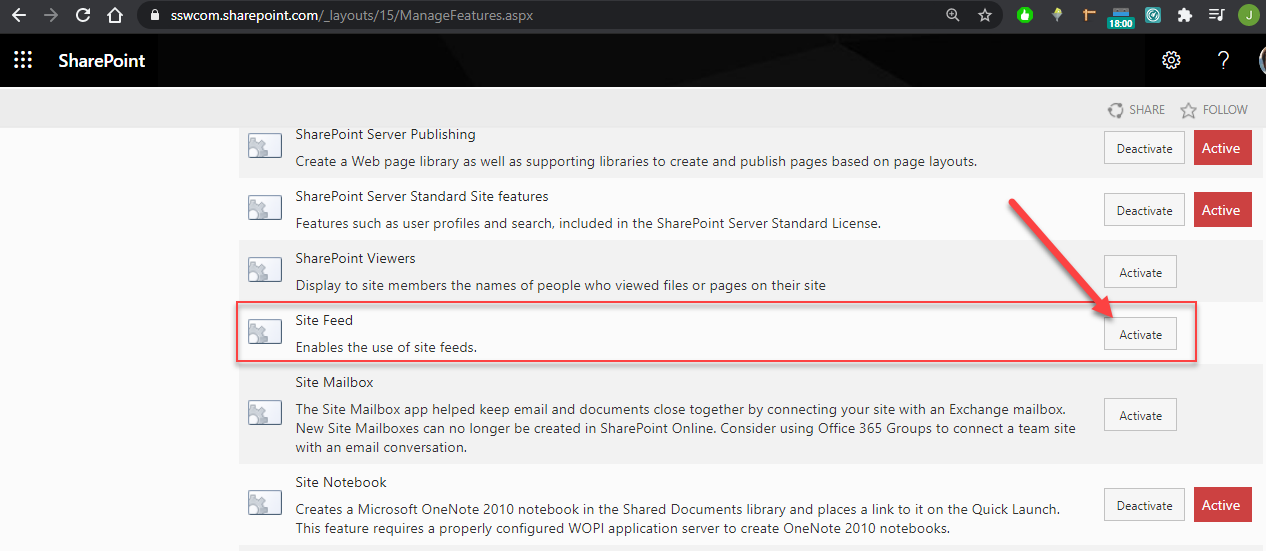 sswcom.sharepoint.com/_layouts/15/ManageFeatures.aspx
18:00
J
SharePoint
?
SHARE
FOLLOW
SharePoint Server Publishing
Create a Web page library as well as supporting libraries to create and publish pages based on page layouts.
Deactivate
Active
SharePoint Server Standard Site features
Features such as user profiles and search, included in the SharePoint Server Standard License.
Deactivate
Active
SharePoint Viewers
Display to site members the names of people who viewed files or pages on their site
Activate
Site Feed
Enables the use of site feeds.
Activate
Site Mailbox
The Site Mailbox app helped keep email and documents close together by connecting your site with an Exchange mailbox.
New Site Mailboxes can no longer be created in SharePoint Online. Consider using Office 365 Groups to connect a team site
with an email conversation.
Activate
Site Notebook
Creates a Microsoft OneNote 2010 notebook in the Shared Documents library and places a link to it on the Quick Launch.
This feature requires a properly configured WOPI application server to create OneNote 2010 notebooks.
Deactivate
Active